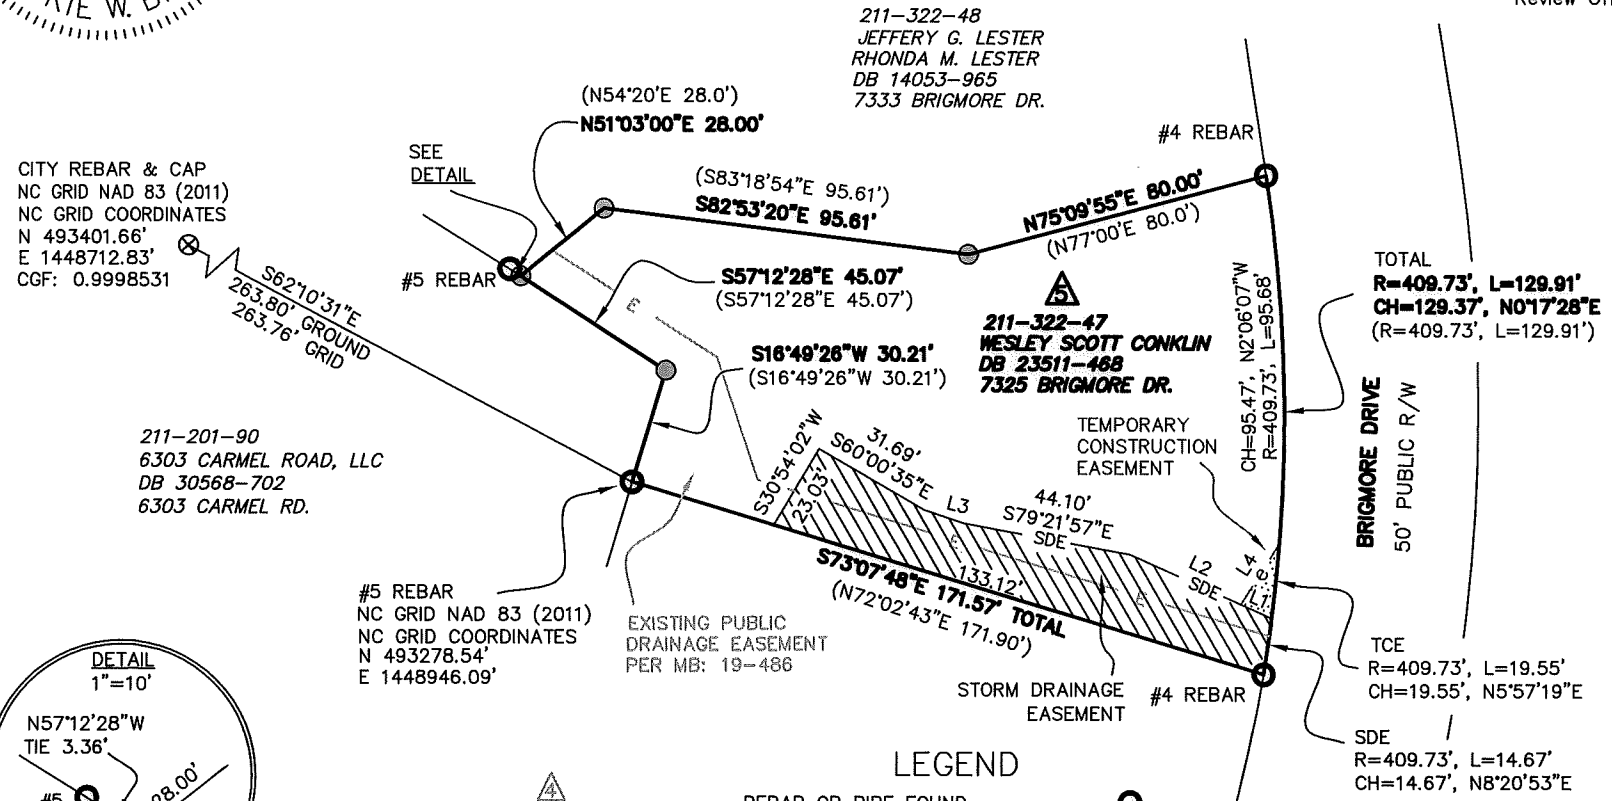 211-322-48
JEFFERY G. LESTER
RHONDA M. LESTER
DB 14053-965
7333 BRIGMORE DR.
(N54°20'E 28.0')
N51°03'00"E 28.00'
#4 REBAR
SEE
DETAIL
CITY REBAR & CAP
NC GRID NAD 83 (2011)
NC GRID COORDINATES
N 493401.66'
E 1448712.83'
CGF: 0.9998531
(S83°18'54"E 95.61')
S82°53'20"E 95.61'
N75°09'55"E 80.00'
(N77°00'E 80.0')
#5 REBAR
S62°10'31"E
263.80' GROUND
263.76' GRID
E
S57°12'28"E 45.07'
(S57°12'28"E 45.07')
5
211-322-47
WESLEY SCOTT CONKLIN
DB 23511-468
7325 BRIGMORE DR.
CH=95.47', N2°06'07"W
R=409.73', L=95.68'
TOTAL
R=409.73', L=129.91'
CH=129.37', N0°17'28"E
(R=409.73', L=129.91')
S16°49'26"W 30.21'
(S16°49'26"W 30.21')
BRIGMORE DRIVE
50' PUBLIC R/W
211-201-90
6303 CARMEL ROAD, LLC
DB 30568-702
6303 CARMEL RD.
TEMPORARY
CONSTRUCTION
EASEMENT
S30°54'02"W
23.03'
31.69'
S60°00'35"E
L3
44.10'
S79°21'57"E
SDE
E
L2
SDE
L4
e
L1
E
133.12'
S73°07'48"E 171.57' TOTAL
(N72°02'43"E 171.90')
#5 REBAR
NC GRID NAD 83 (2011)
NC GRID COORDINATES
N 493278.54'
E 1448946.09'
EXISTING PUBLIC
DRAINAGE EASEMENT
PER MB: 19-486
STORM DRAINAGE
EASEMENT
#4 REBAR
TCE
R=409.73', L=19.55'
CH=19.55', N5°57'19"E
SDE
R=409.73', L=14.67'
CH=14.67', N8°20'53"E
DETAIL
1"=10'
N57°12'28"W
TIE 3.36'
28.00'
#5
4
LEGEND